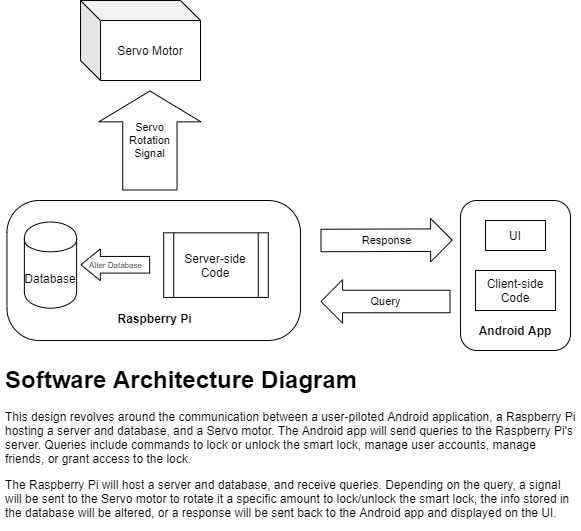 Servo Motor
Servo
Rotation
Signal
Database
Alter Database
Server-side
Code
Raspberry Pi
Response
Query
UI
Client-side
Code
Android App
Software Architecture Diagram
This design revolves around the communication between a user-piloted Android application, a Raspberry Pi
hosting a server and database, and a Servo motor. The Android app will send queries to the Raspberry Pi's
server. Queries include commands to lock or unlock the smart lock, manage user accounts, manage
friends, or grant access to the lock.
The Raspberry Pi will host a server and database, and receive queries. Depending on the query, a signal
will be sent to the Servo motor to rotate it a specific amount to lock/unlock the smart lock, the info stored in
the database will be altered, or a response will be sent back to the Android app and displayed on the UI.